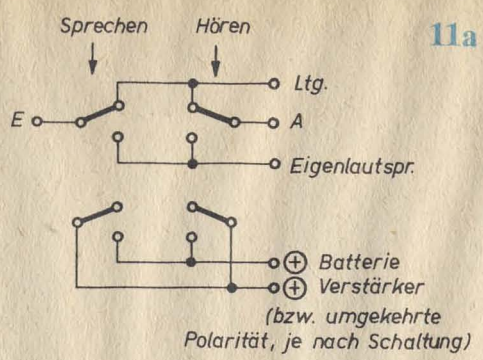 Sprechen Hören
11a
Ltg.
E
A
Eigenlautspr.
+ Batterie
+ Verstärker
(bzw. umgekehrte
Polarität, je nach Schaltung)